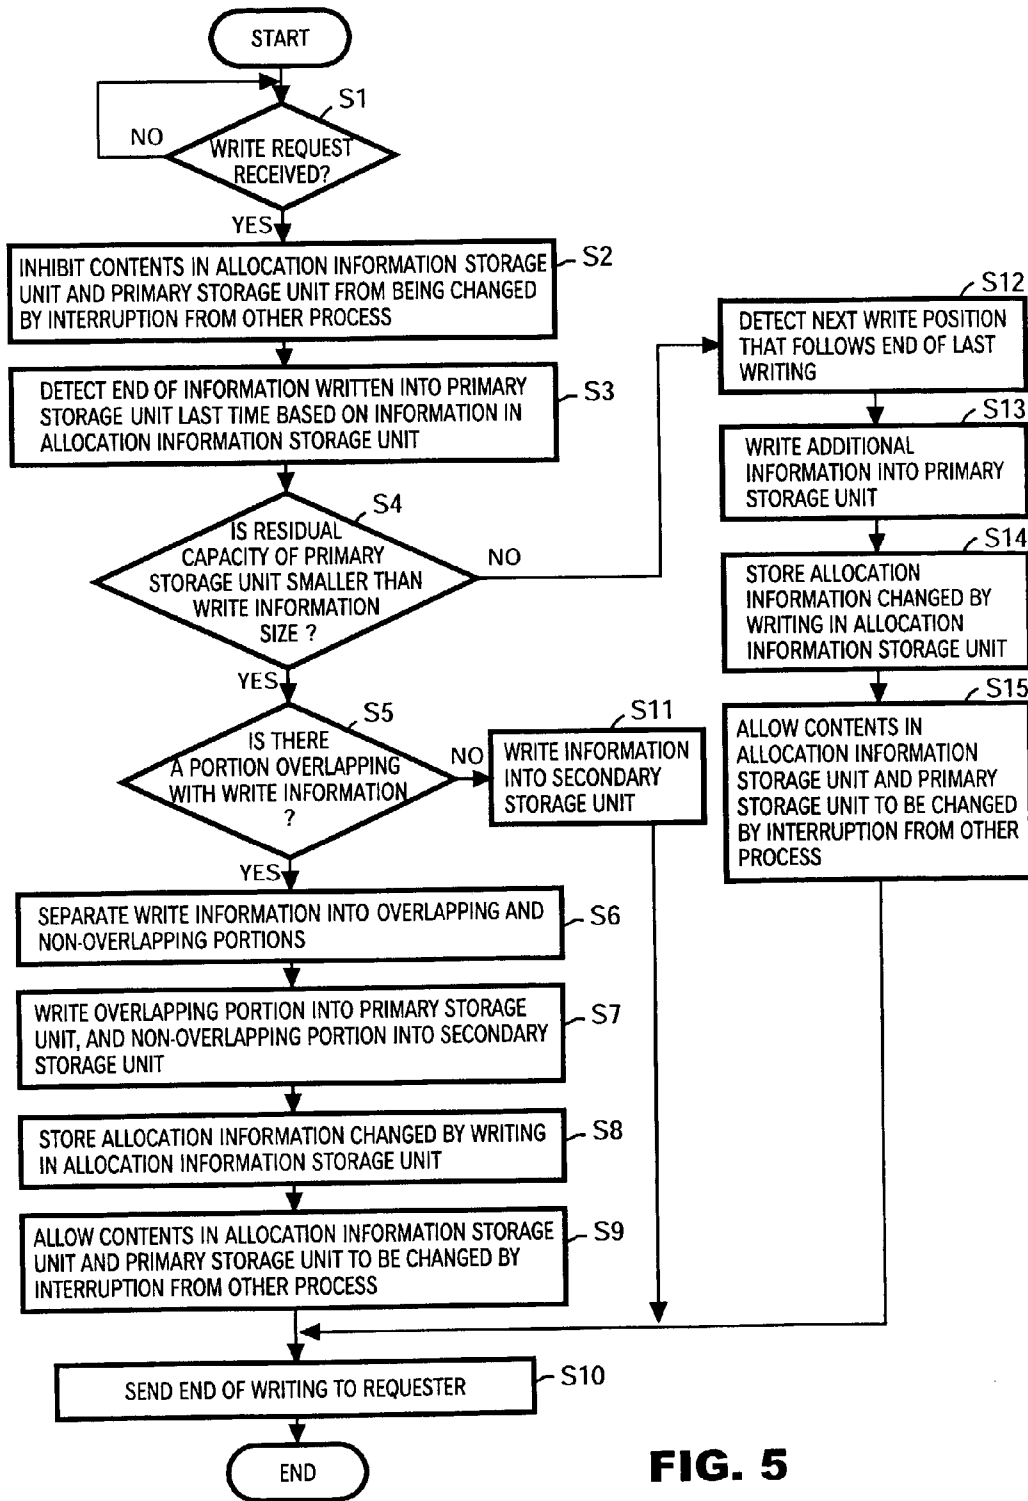 START
S1
NO
WRITE REQUEST
RECEIVED?
YES
S2
INHIBIT CONTENTS IN ALLOCATION INFORMATION STORAGE
UNIT AND PRIMARY STORAGE UNIT FROM BEING CHANGED
BY INTERRUPTION FROM OTHER PROCESS
S3
DETECT END OF INFORMATION WRITTEN INTO PRIMARY
STORAGE UNIT LAST TIME BASED ON INFORMATION IN
ALLOCATION INFORMATION STORAGE UNIT
S4
IS RESIDUAL
CAPACITY OF PRIMARY
STORAGE UNIT SMALLER THAN
WRITE INFORMATION
SIZE ?
NO
YES
S5
IS THERE
A PORTION OVERLAPPING
WITH WRITE INFORMATION
?
NO
YES
S11
WRITE INFORMATION
INTO SECONDARY
STORAGE UNIT
S6
SEPARATE WRITE INFORMATION INTO OVERLAPPING AND
NON-OVERLAPPING PORTIONS
S7
WRITE OVERLAPPING PORTION INTO PRIMARY STORAGE
UNIT, AND NON-OVERLAPPING PORTION INTO SECONDARY
STORAGE UNIT
S8
STORE ALLOCATION INFORMATION CHANGED BY WRITING
IN ALLOCATION INFORMATION STORAGE UNIT
S9
ALLOW CONTENTS IN ALLOCATION INFORMATION STORAGE
UNIT AND PRIMARY STORAGE UNIT TO BE CHANGED BY
INTERRUPTION FROM OTHER PROCESS
S12
DETECT NEXT WRITE POSITION
THAT FOLLOWS END OF LAST
WRITING
S13
WRITE ADDITIONAL
INFORMATION INTO PRIMARY
STORAGE UNIT
S14
STORE ALLOCATION
INFORMATION CHANGED BY
WRITING IN ALLOCATION
INFORMATION STORAGE UNIT
S15
ALLOW CONTENTS IN
ALLOCATION INFORMATION
STORAGE UNIT AND PRIMARY
STORAGE UNIT TO BE CHANGED
BY INTERRUPTION FROM OTHER
PROCESS
S10
SEND END OF WRITING TO REQUESTER
END
FIG. 5